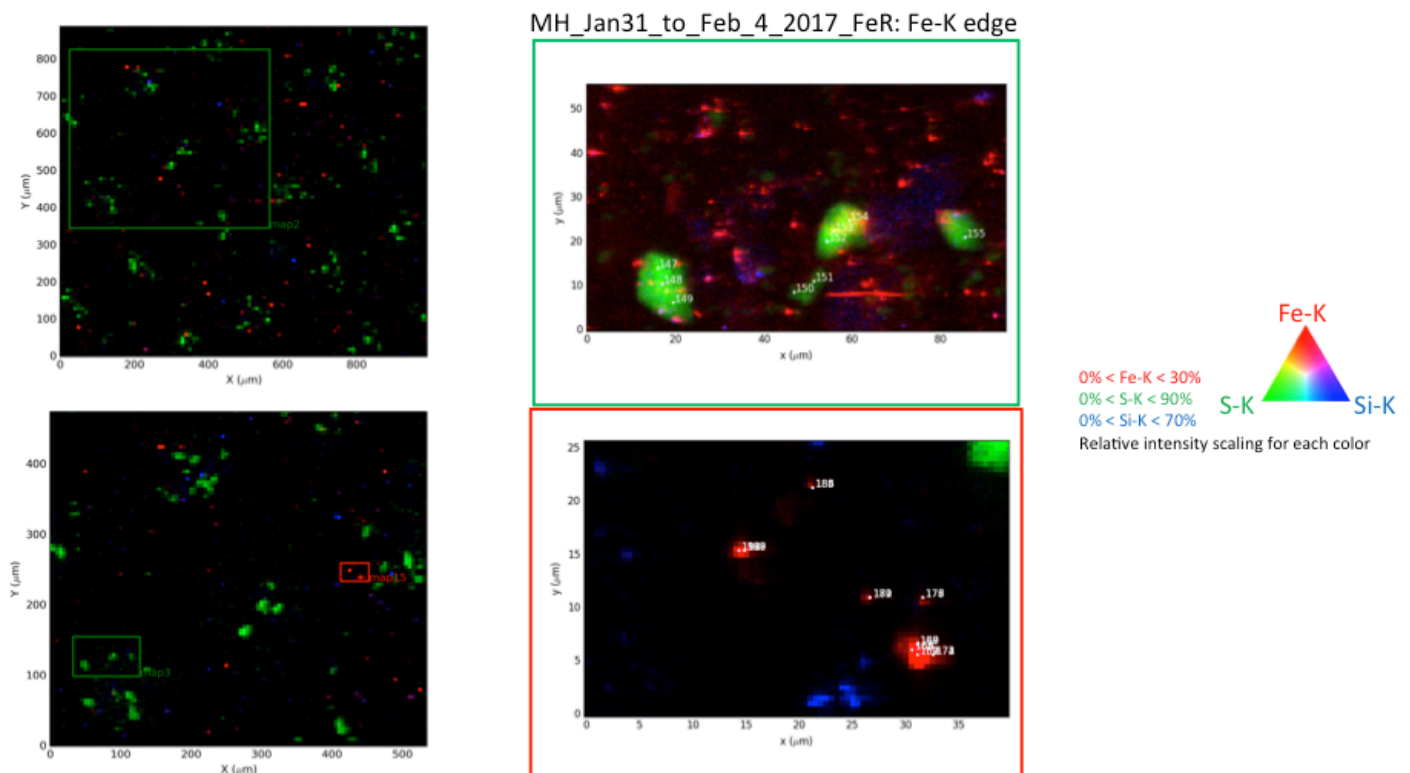 MH_Jan31_to_Feb_4_2017_FeR: Fe-K edge
800
700
600
500
400
300
200
100
0
Y (μm)
map2
0 200 400 600 800
X (μm)
50
40
30
20
10
0
y (μm)
154
153
152
155
147
148
149
151
150
0 20 40 60 80
x (μm)
Fe-K
S-K
Si-K
0% < Fe-K < 30%
0% < S-K < 90%
0% < Si-K < 70%
Relative intensity scaling for each color
400
300
200
100
0
Y (μm)
map15
map3
0 100 200 300 400 500
X (μm)
25
20
15
10
5
0
y (μm)
0 5 10 15 20 25 30 35
x (μm)